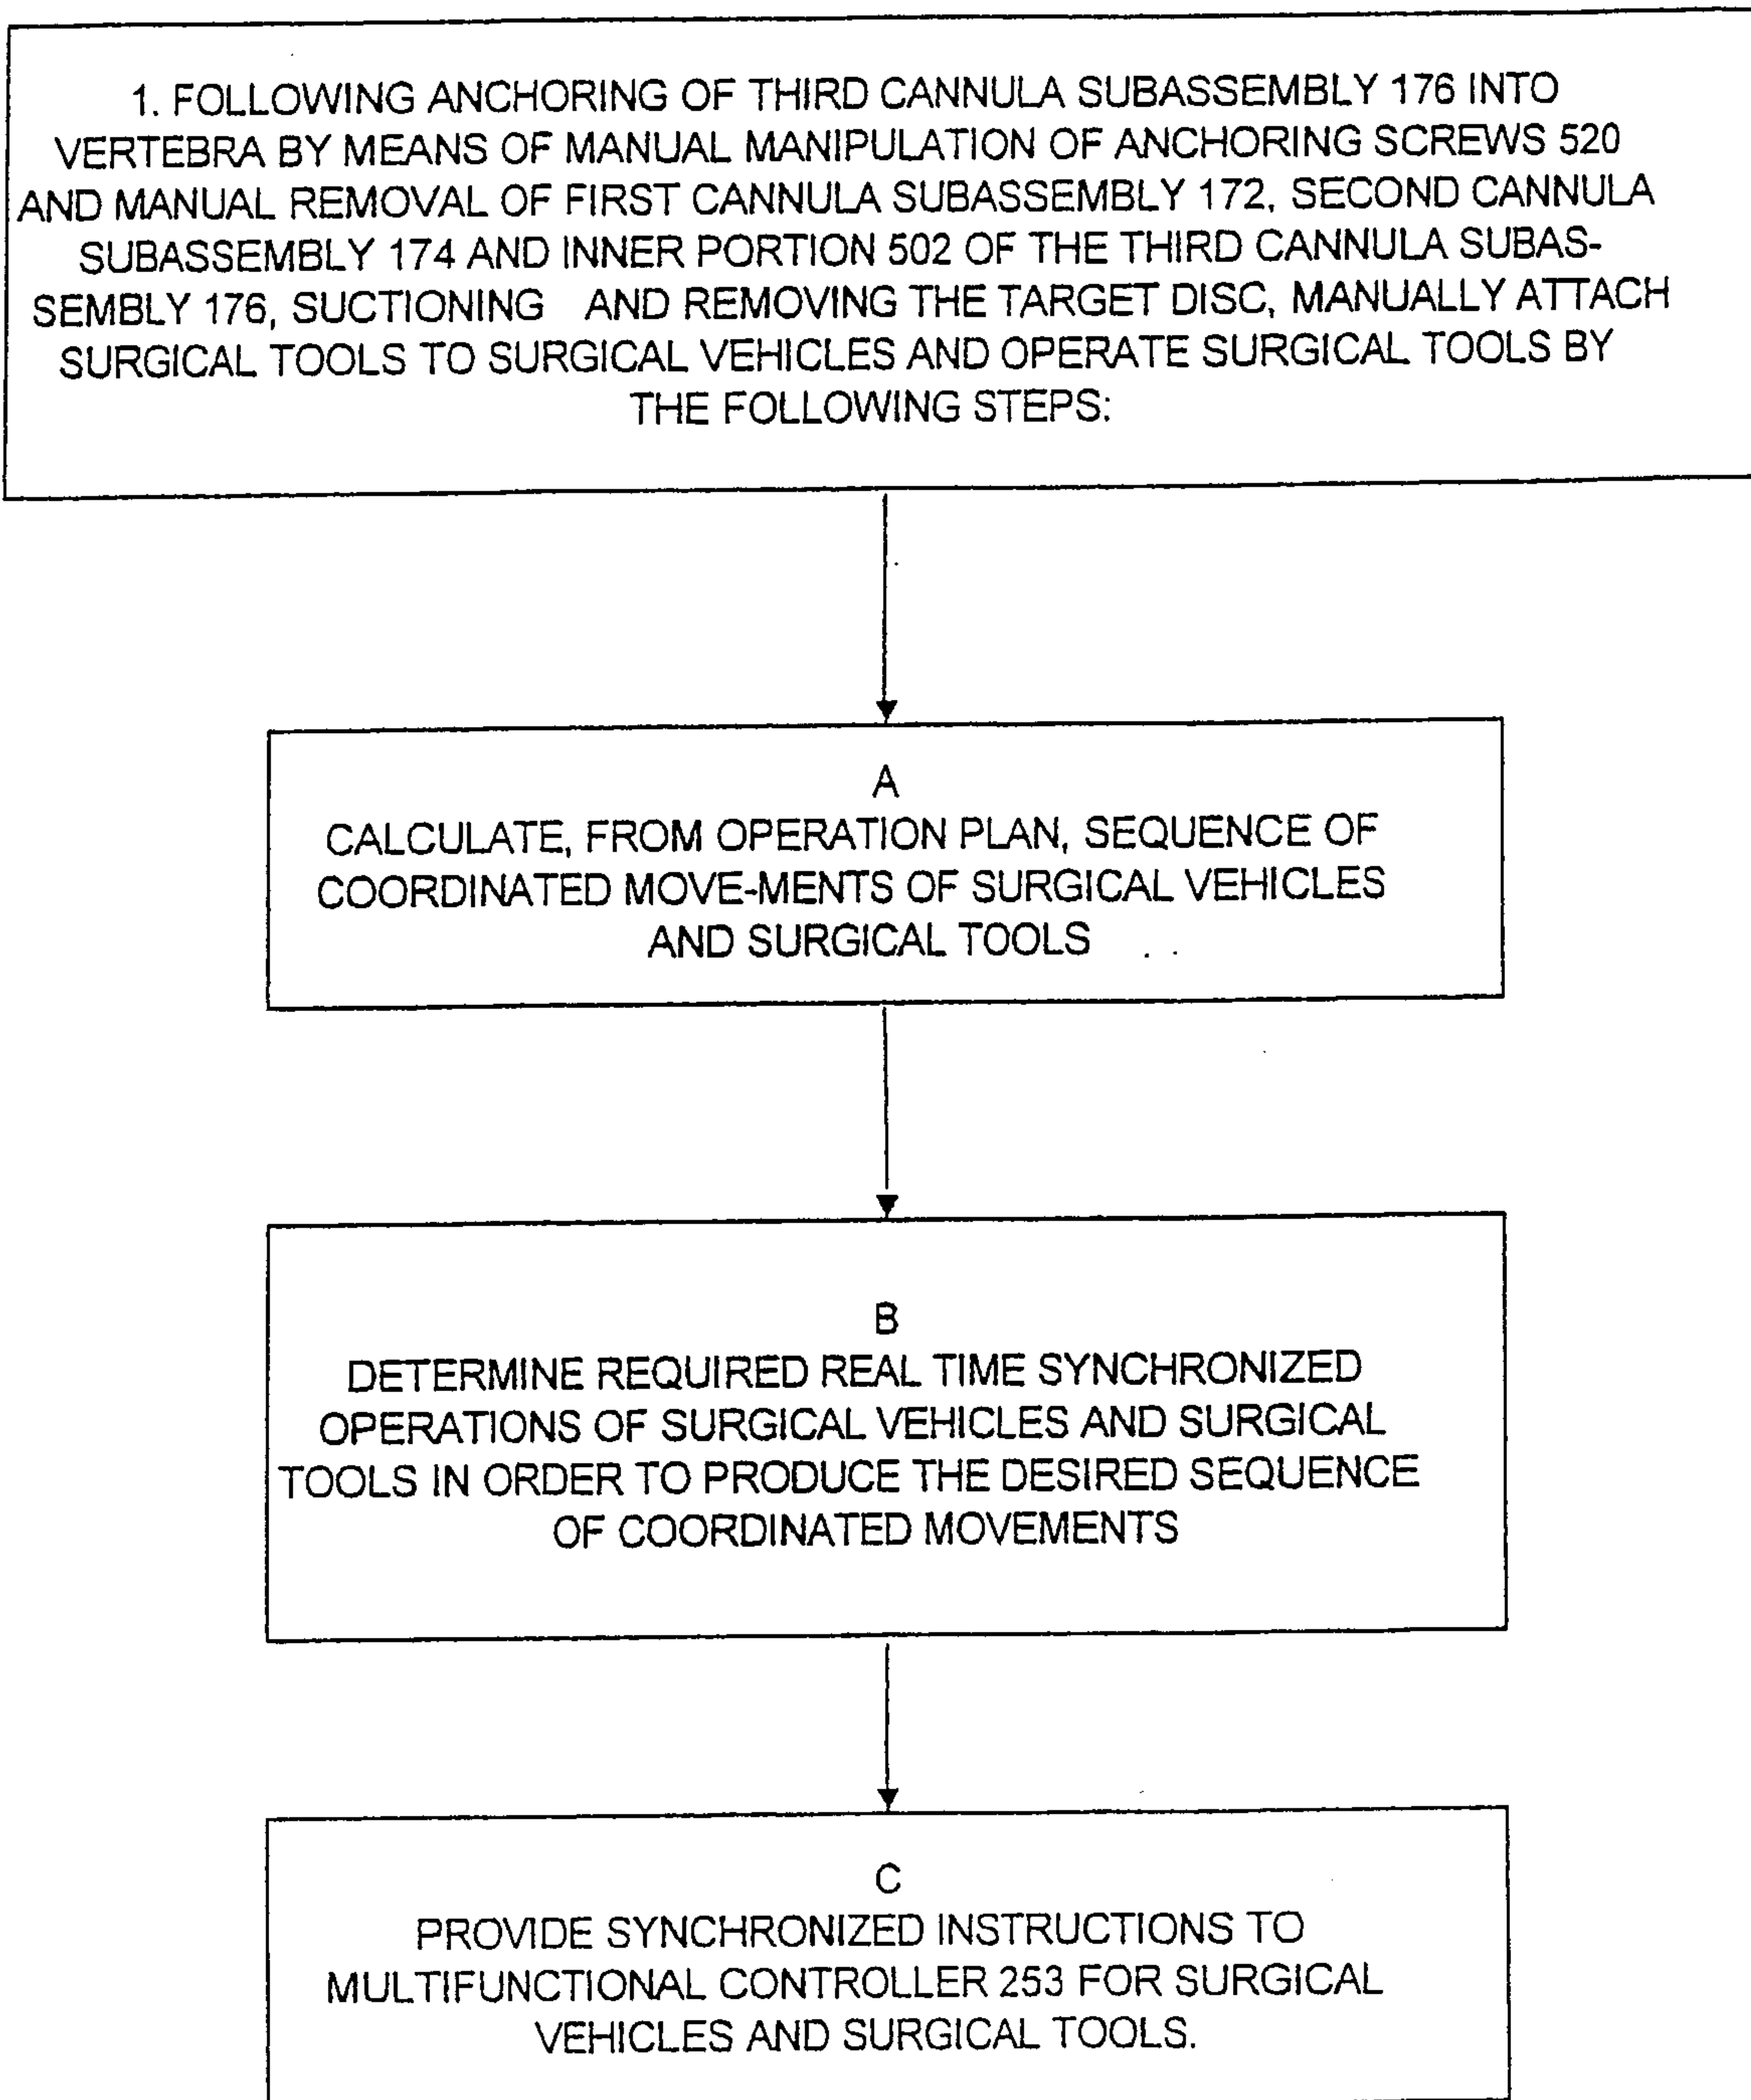 1. FOLLOWING ANCHORING OF THIRD CANNULA SUBASSEMBLY 176 INTO
VERTEBRA BY MEANS OF MANUAL MANIPULATION OF ANCHORING SCREWS 520
AND MANUAL REMOVAL OF FIRST CANNULA SUBASSEMBLY 172, SECOND CANNULA
SUBASSEMBLY 174 AND INNER PORTION 502 OF THE THIRD CANNULA SUBAS-
SEMBLY 176, SUCTIONING AND REMOVING THE TARGET DISC, MANUALLY ATTACH
SURGICAL TOOLS TO SURGICAL VEHICLES AND OPERATE SURGICAL TOOLS BY
THE FOLLOWING STEPS:
A
CALCULATE, FROM OPERATION PLAN, SEQUENCE OF
COORDINATED MOVE-MENTS OF SURGICAL VEHICLES
AND SURGICAL TOOLS
B
DETERMINE REQUIRED REAL TIME SYNCHRONIZED
OPERATIONS OF SURGICAL VEHICLES AND SURGICAL
TOOLS IN ORDER TO PRODUCE THE DESIRED SEQUENCE
OF COORDINATED MOVEMENTS
C
PROVIDE SYNCHRONIZED INSTRUCTIONS TO
MULTIFUNCTIONAL CONTROLLER 253 FOR SURGICAL
VEHICLES AND SURGICAL TOOLS.